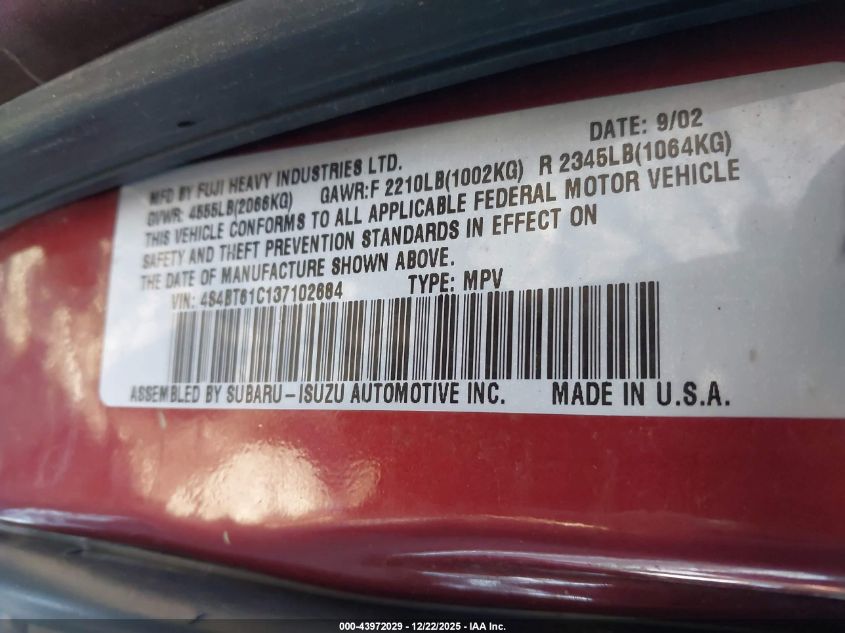 DATE: 9/02
MFD BY FUJI HEAVY INDUSTRIES LTD.
GVWR: 4555LB(2066KG) GAWR:F 2210LB(1002KG) R 2345LB(1064KG)
THIS VEHICLE CONFORMS TO ALL APPLICABLE FEDERAL MOTOR VEHICLE
SAFETY AND THEFT PREVENTION STANDARDS IN EFFECT ON
THE DATE OF MANUFACTURE SHOWN ABOVE.
VIN: 4S4BT61C137102684 TYPE: MPV
ASSEMBLED BY SUBARU-ISUZU AUTOMOTIVE INC. MADE IN U.S.A.
000-43972029 - 12/22/2025 - IAA Inc.